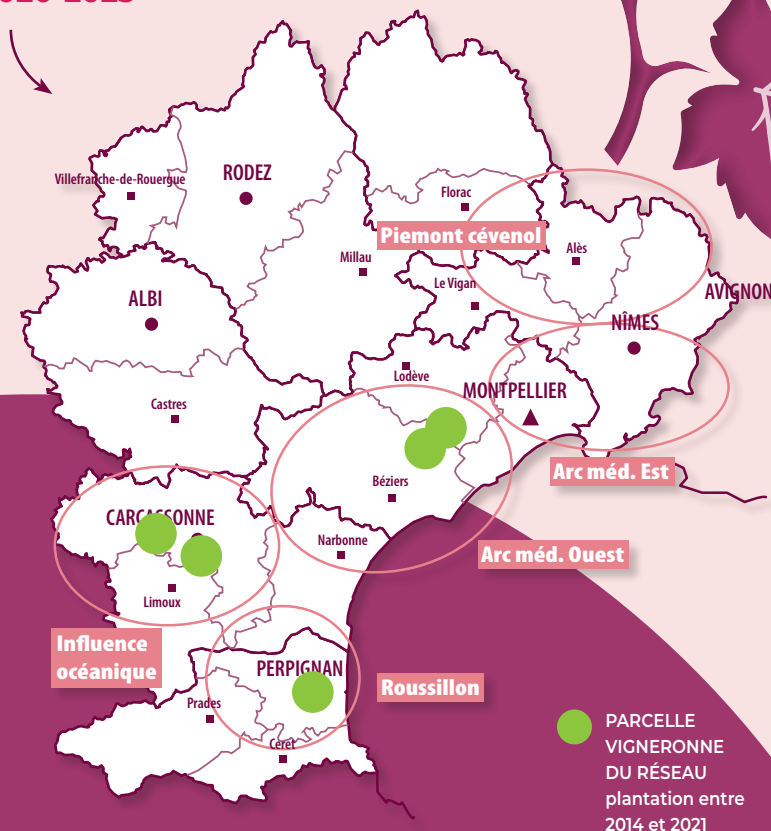 Villefranche-de-Rouergue
RODEZ
Florac
Piemont cévenol
Alès
Millau
Le Vigan
AVIGNON
ALBI
NÎMES
Lodève
MONTPELLIER
Castres
Arc méd. Est
Béziers
CARCASSONNE
Narbonne
Arc méd. Ouest
Limoux
Influence
océanique
PERPIGNAN
Roussillon
Prades
Céret
PARCELLE
VIGNERONNE
DU RÉSEAU
plantation entre
2014 et 2021